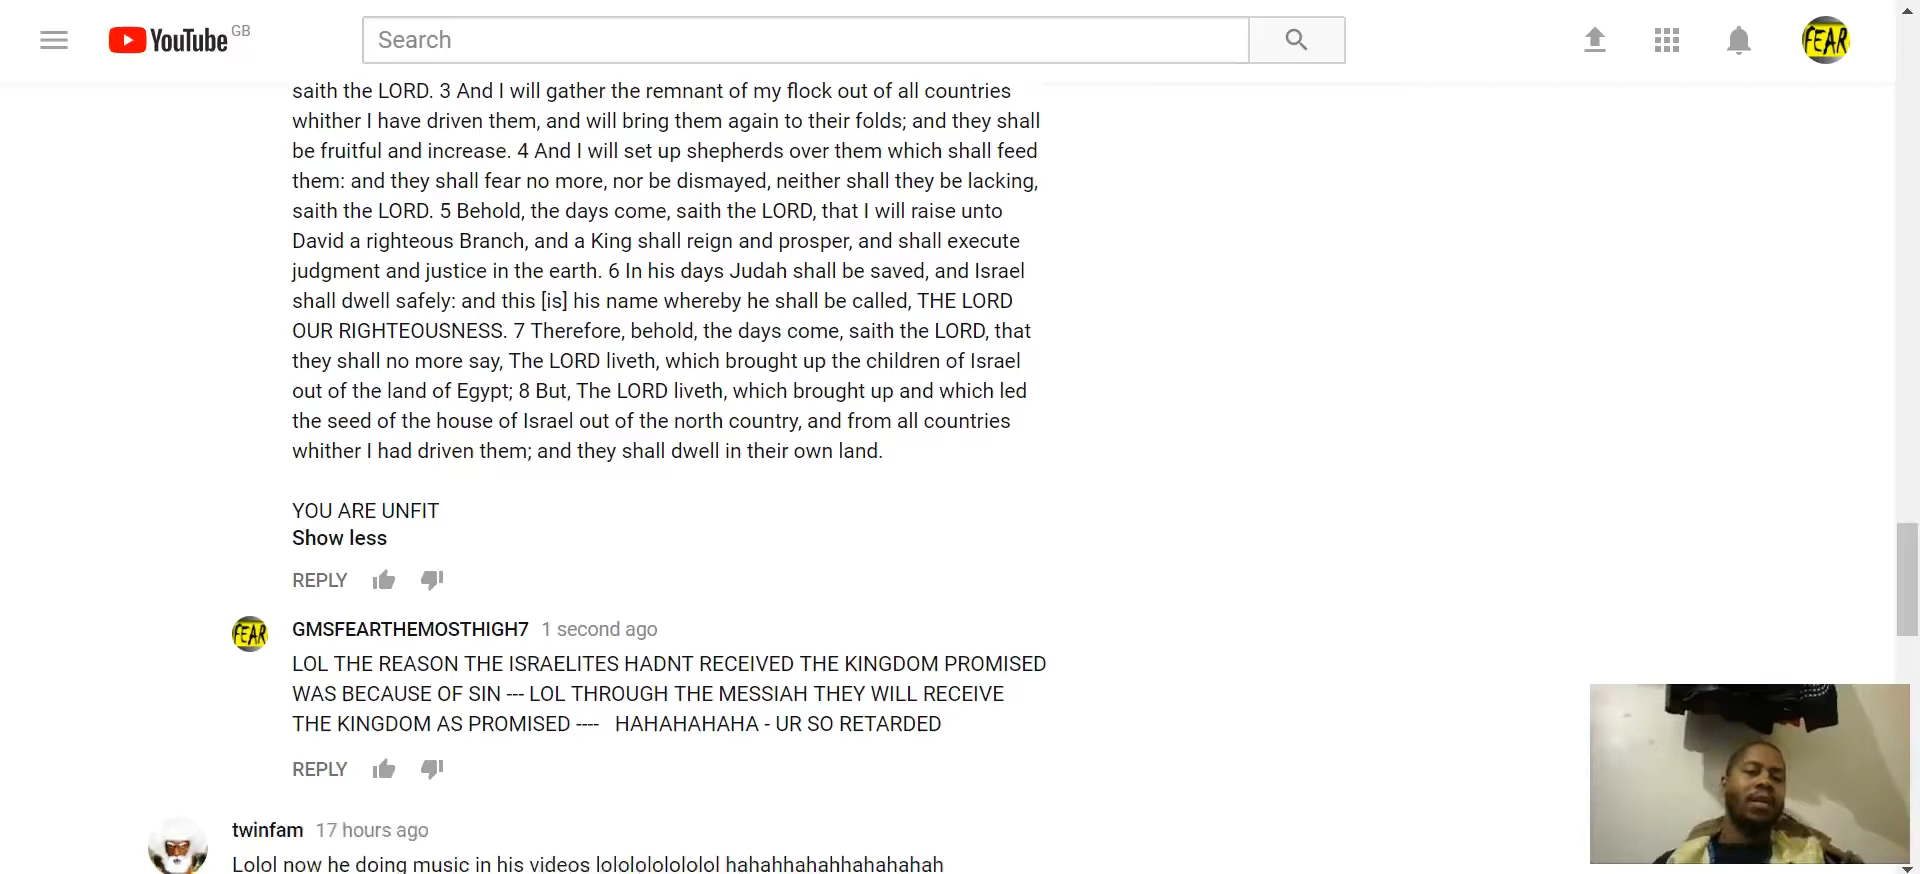 YouTube GB
Search
FEAR
saith the LORD. 3 And I will gather the remnant of my flock out of all countries
whither I have driven them, and will bring them again to their folds; and they shall
be fruitful and increase. 4 And I will set up shepherds over them which shall feed
them: and they shall fear no more, nor be dismayed, neither shall they be lacking,
saith the LORD. 5 Behold, the days come, saith the LORD, that I will raise unto
David a righteous Branch, and a King shall reign and prosper, and shall execute
judgment and justice in the earth. 6 In his days Judah shall be saved, and Israel
shall dwell safely: and this [is] his name whereby he shall be called, THE LORD
OUR RIGHTEOUSNESS. 7 Therefore, behold, the days come, saith the LORD, that
they shall no more say, The LORD liveth, which brought up the children of Israel
out of the land of Egypt; 8 But, The LORD liveth, which brought up and which led
the seed of the house of Israel out of the north country, and from all countries
whither I had driven them; and they shall dwell in their own land.
YOU ARE UNFIT
Show less
REPLY
FEAR
GMSFEARTHEMOSTHIGH7 1 second ago
LOL THE REASON THE ISRAELITES HADNT RECEIVED THE KINGDOM PROMISED
WAS BECAUSE OF SIN --- LOL THROUGH THE MESSIAH THEY WILL RECEIVE
THE KINGDOM AS PROMISED ---- HAHAHAHAHA - UR SO RETARDED
REPLY
twinfam 17 hours ago
Lolol now he doing music in his videos lolololololol hahahhahahhahahahah